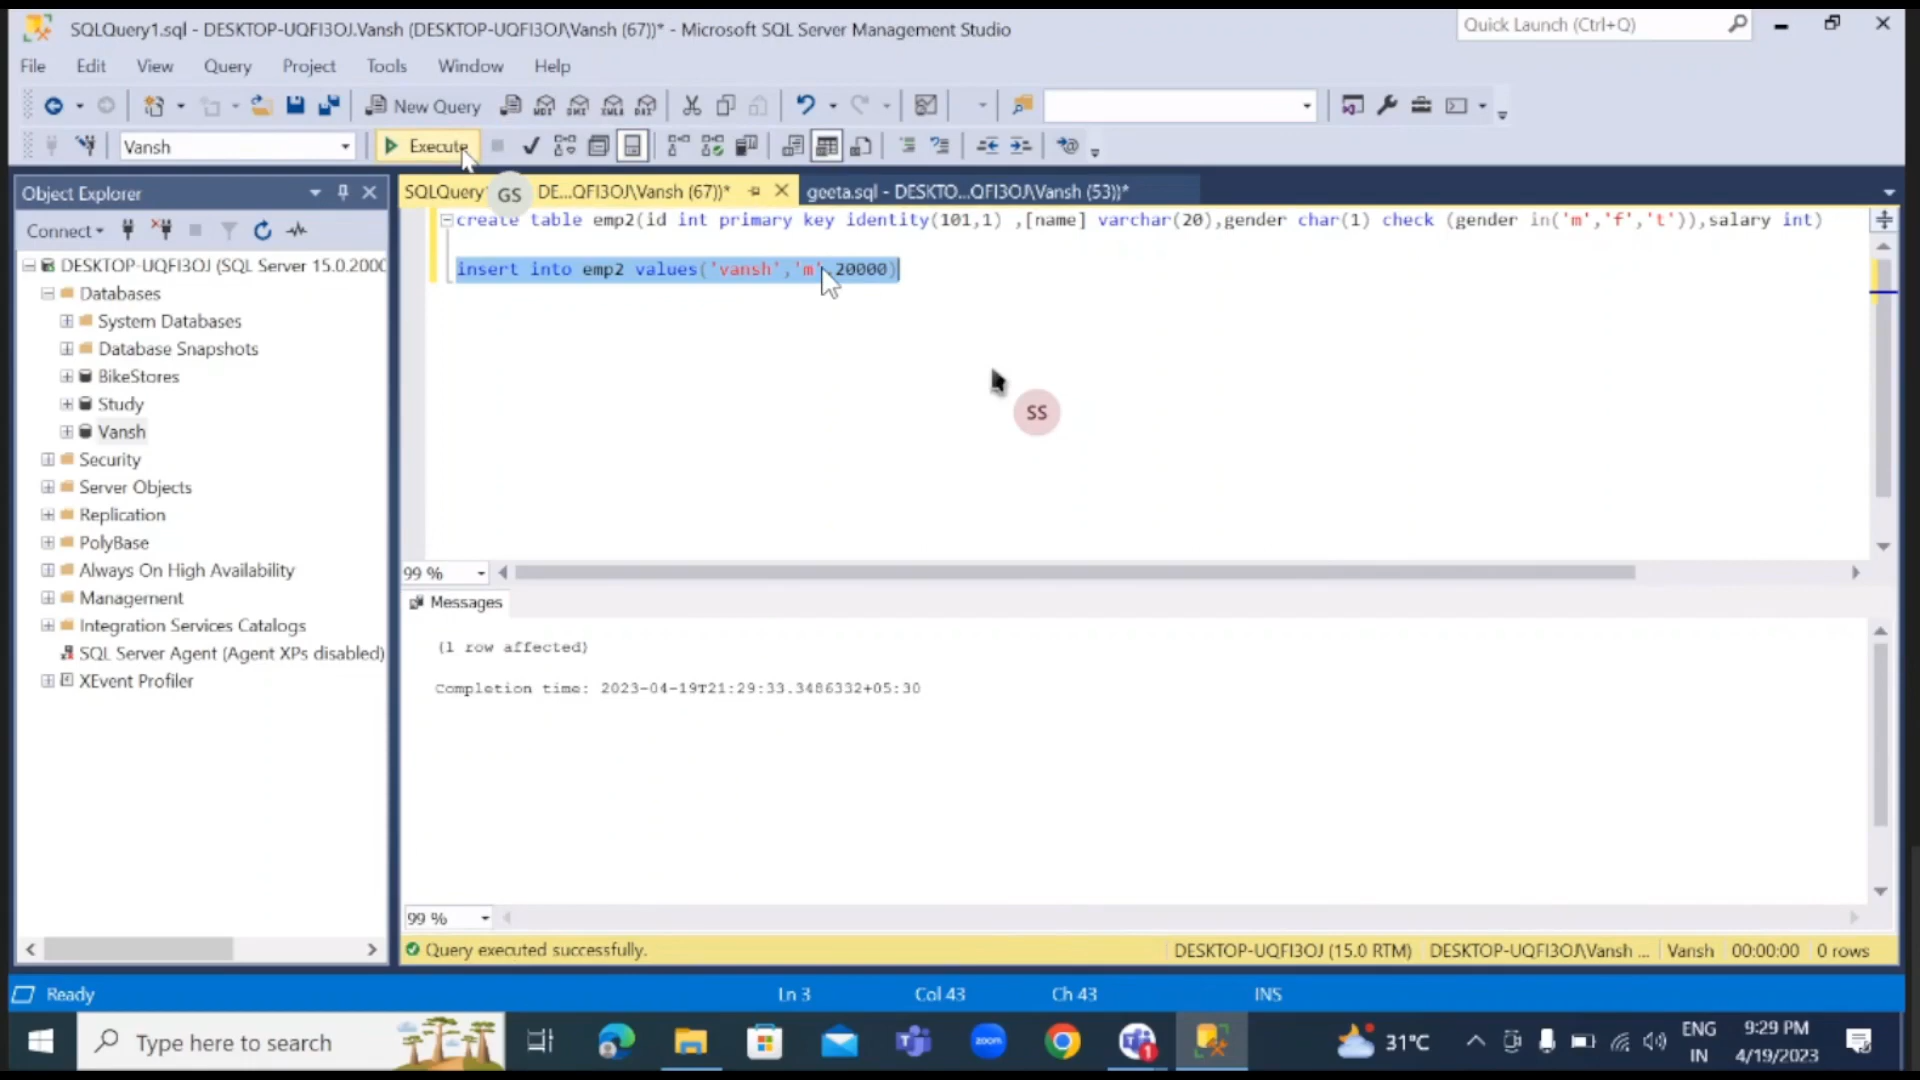 SQLQuery1.sql - DESKTOP-UQFI3OJ.Vansh (DESKTOP-UQFI3OJ\Vansh (67))* - Microsoft SQL Server Management Studio
Quick Launch (Ctrl+Q)
File Edit View Query Project Tools Window Help
New Query
Vansh
Execute
Object Explorer
SQLQuery
GS
DE...QFI3OJ\Vansh (67))*
geeta.sql - DESKTO...QFI3OJ\Vansh (53))*
Connect
create table emp2(id int primary key identity(101,1) ,[name] varchar(20),gender char(1) check (gender in('m','f','t')),salary int)
insert into emp2 values('vansh','m',20000)
DESKTOP-UQFI3OJ (SQL Server 15.0.2000
Databases
System Databases
Database Snapshots
BikeStores
Study
Vansh
Security
Server Objects
Replication
PolyBase
Always On High Availability
Management
Integration Services Catalogs
SQL Server Agent (Agent XPs disabled)
XEvent Profiler
SS
99 %
Messages
(1 row affected)
Completion time: 2023-04-19T21:29:33.3486332+05:30
99 %
Query executed successfully.
DESKTOP-UQFI3OJ (15.0 RTM)
DESKTOP-UQFI3OJ\Vansh ...
Vansh
00:00:00
0 rows
Ready
Ln 3
Col 43
Ch 43
INS
Type here to search
zoom
1
31°C
ENG
IN
9:29 PM
4/19/2023